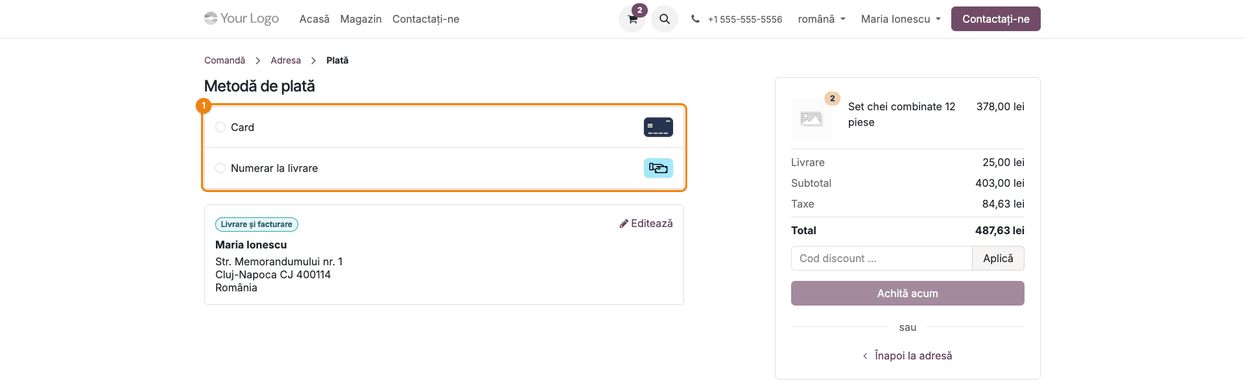 Your Logo
Acasă Magazin Contactați-ne
2
+1 555-555-5556
română
Maria Ionescu
Contactați-ne
Comandă > Adresa > Plată
Metodă de plată
1
Card
Numerar la livrare
Livrare și facturare
Editează
Maria Ionescu
Str. Memorandumului nr. 1
Cluj-Napoca CJ 400114
România
2
Set chei combinate 12 piese
378,00 lei
Livrare 25,00 lei
Subtotal 403,00 lei
Taxe 84,63 lei
Total 487,63 lei
Cod discount ...
Aplică
Achită acum
sau
< Înapoi la adresă